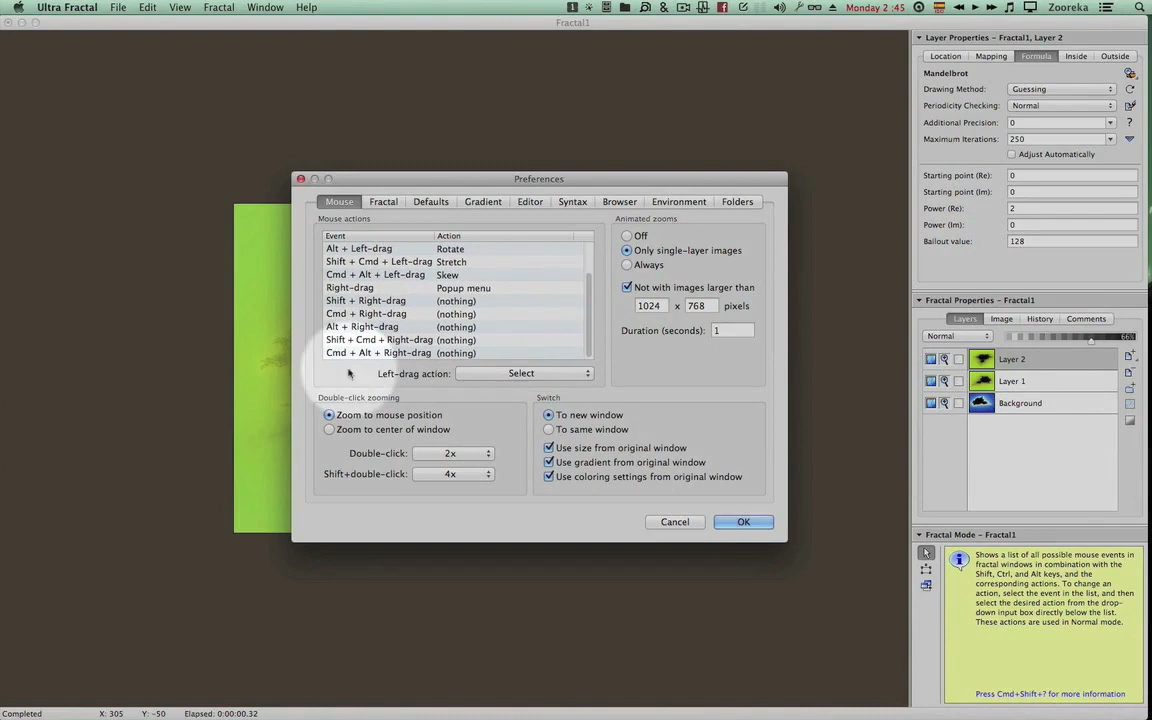 Ultra Fractal File Edit View Fractal Window Help Monday 2 :45 Zooreka
Fractal1
Preferences
Mouse Fractal Defaults Gradient Editor Syntax Browser Environment Folders
Mouse actions
Event Action
Alt + Left-drag Rotate
Shift + Cmd + Left-drag Stretch
Cmd + Alt + Left-drag Skew
Right-drag Popup menu
Shift + Right-drag (nothing)
Cmd + Right-drag (nothing)
Alt + Right-drag (nothing)
Shift + Cmd + Right-drag (nothing)
Cmd + Alt + Right-drag (nothing)
Left-drag action: Select
Animated zooms
Off
Only single-layer images
Always
Not with images larger than
1024 x 768 pixels
Duration (seconds): 1
Double-click zooming
Zoom to mouse position
Zoom to center of window
Double-click: 2x
Shift+double-click: 4x
Switch
To new window
To same window
Use size from original window
Use gradient from original window
Use coloring settings from original window
Cancel OK
Layer Properties – Fractal1, Layer 2
Location Mapping Formula Inside Outside
Mandelbrot
Drawing Method: Guessing
Periodicity Checking: Normal
Additional Precision: 0
Maximum Iterations: 250
Adjust Automatically
Starting point (Re): 0
Starting point (Im): 0
Power (Re): 2
Power (Im): 0
Bailout value: 128
Fractal Properties – Fractal1
Layers Image History Comments
Normal 66%
Layer 2
Layer 1
Background
Fractal Mode – Fractal1
Shows a list of all possible mouse events in
fractal windows in combination with the
Shift, Ctrl, and Alt keys, and the
corresponding actions. To change an
action, select the event in the list, and then
select the desired action from the drop-
down input box directly below the list.
These actions are used in Normal mode.
Press Cmd+Shift+? for more information
Completed X: 305 Y: -50 Elapsed: 0:00:00.32